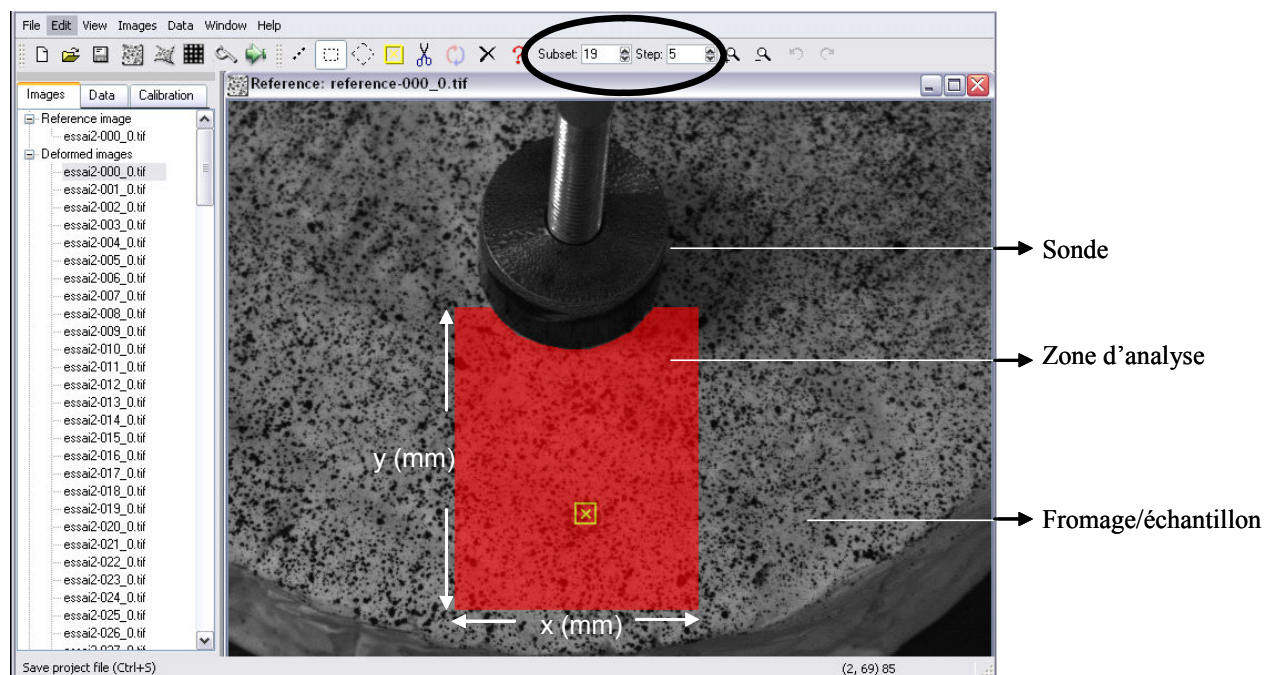 File Edit View Images Data Window Help
Subset: 19 Step: 5
Images Data Calibration
Reference image
essai2-000_0.tif
Deformed images
essai2-000_0.tif
essai2-001_0.tif
essai2-002_0.tif
essai2-003_0.tif
essai2-004_0.tif
essai2-005_0.tif
essai2-006_0.tif
essai2-007_0.tif
essai2-008_0.tif
essai2-009_0.tif
essai2-010_0.tif
essai2-011_0.tif
essai2-012_0.tif
essai2-013_0.tif
essai2-014_0.tif
essai2-015_0.tif
essai2-016_0.tif
essai2-017_0.tif
essai2-018_0.tif
essai2-019_0.tif
essai2-020_0.tif
essai2-021_0.tif
essai2-022_0.tif
essai2-023_0.tif
essai2-024_0.tif
essai2-025_0.tif
essai2-026_0.tif
Reference: reference-000_0.tif
y (mm)
x (mm)
Sonde
Zone d'analyse
Fromage/échantillon
Save project file (Ctrl+S)
(2, 69) 85